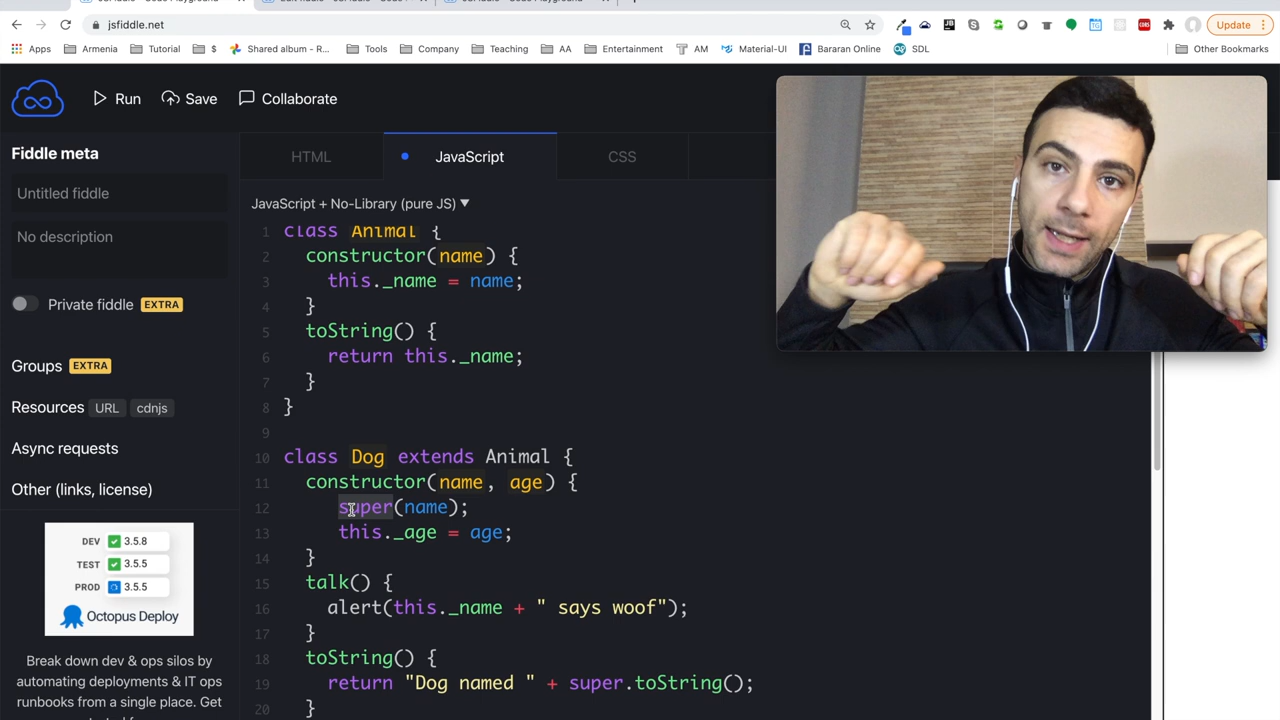 jsfiddle.net
Update
Apps
Armenia
Tutorial
$
Shared album - R...
Tools
Company
Teaching
AA
Entertainment
AM
Material-UI
Bararan Online
SDL
Other Bookmarks
Run
Save
Collaborate
Fiddle meta
Untitled fiddle
No description
Private fiddle EXTRA
Groups EXTRA
Resources URL cdnjs
Async requests
Other (links, license)
DEV 3.5.8
TEST 3.5.5
PROD 3.5.5
Octopus Deploy
Break down dev & ops silos by
automating deployments & IT ops
runbooks from a single place. Get
HTML
JavaScript
CSS
JavaScript + No-Library (pure JS) ▼
1 class Animal {
2 constructor(name) {
3 this._name = name;
4 }
5 toString() {
6 return this._name;
7 }
8 }
9
10 class Dog extends Animal {
11 constructor(name, age) {
12 super(name);
13 this._age = age;
14 }
15 talk() {
16 alert(this._name + " says woof");
17 }
18 toString() {
19 return "Dog named " + super.toString();
20 }